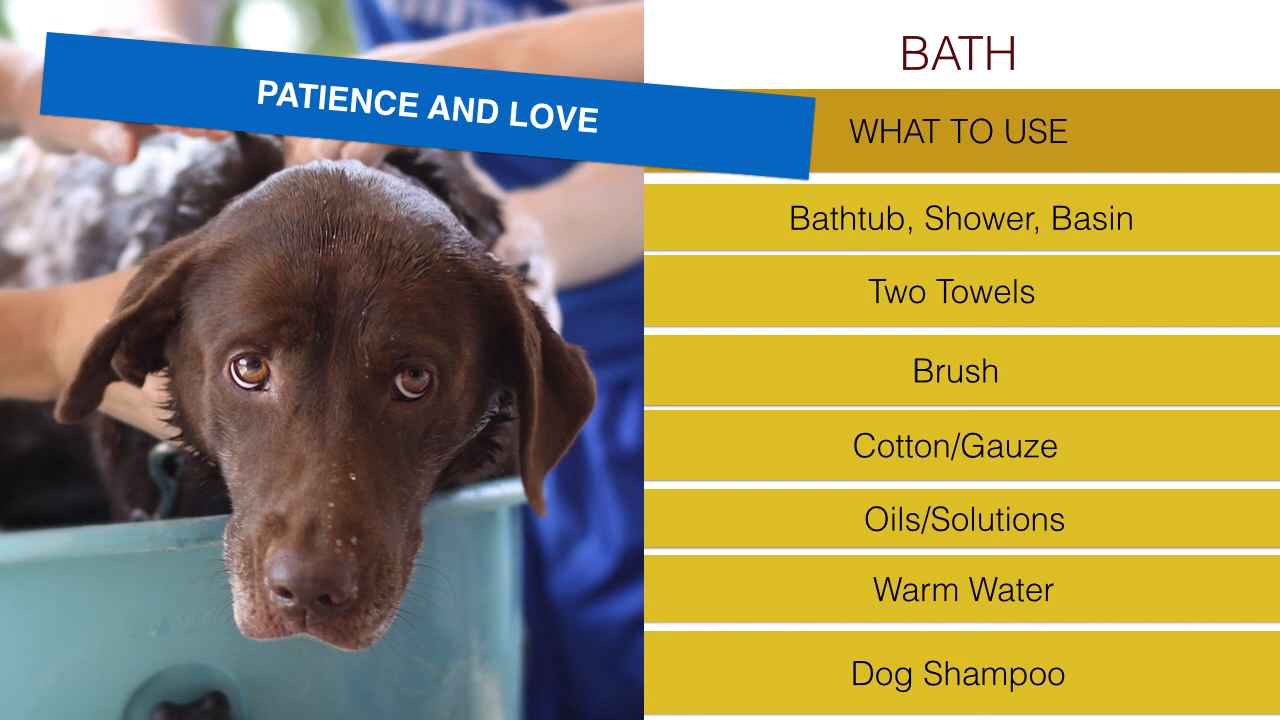 PATIENCE AND LOVE
BATH
WHAT TO USE
Bathtub, Shower, Basin
Two Towels
Brush
Cotton/Gauze
Oils/Solutions
Warm Water
Dog Shampoo